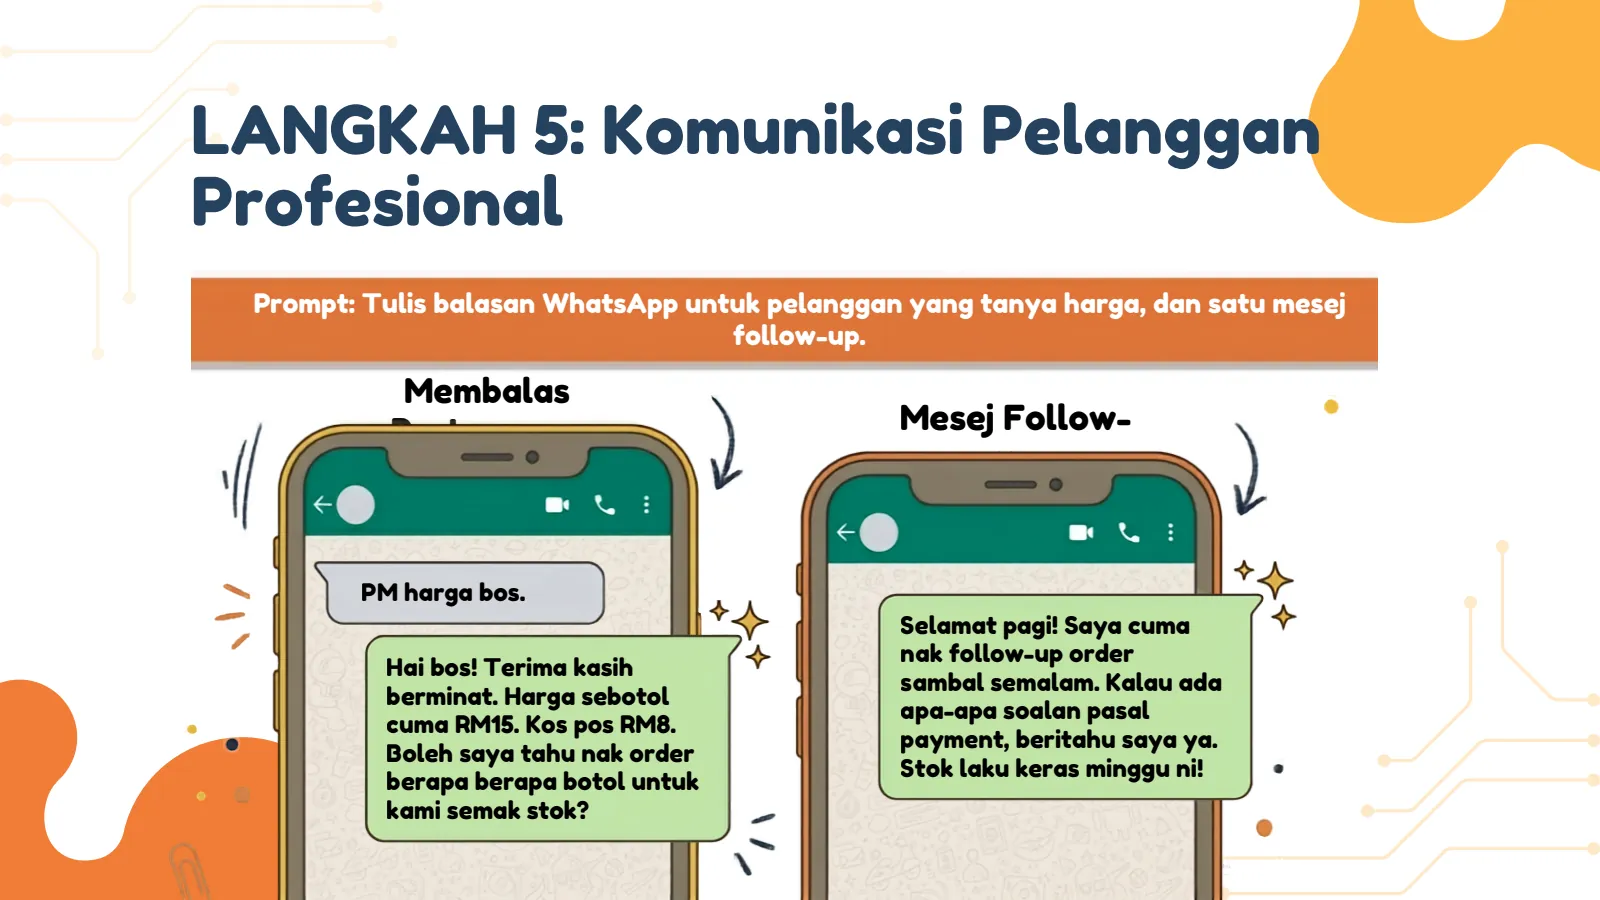 LANGKAH 5: Komunikasi Pelanggan
Profesional
Prompt: Tulis balasan WhatsApp untuk pelanggan yang tanya harga, dan satu mesej
follow-up.
Membalas
PM harga bos.
Hai bos! Terima kasih
berminat. Harga sebotol
cuma RM15. Kos pos RM8.
Boleh saya tahu nak order
berapa berapa botol untuk
kami semak stok?
Mesej Follow-
Selamat pagi! Saya cuma
nak follow-up order
sambal semalam. Kalau ada
apa-apa soalan pasal
payment, beritahu saya ya.
Stok laku keras minggu ni!